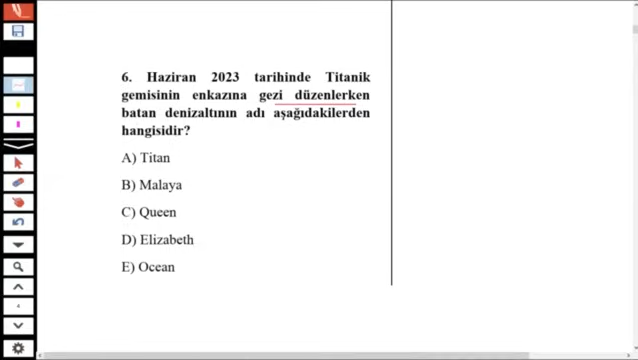 6. Haziran 2023 tarihinde Titanik
gemisinin enkazına gezi düzenlerken
batan denizaltının adı aşağıdakilerden
hangisidir?
A) Titan
B) Malaya
C) Queen
D) Elizabeth
E) Ocean